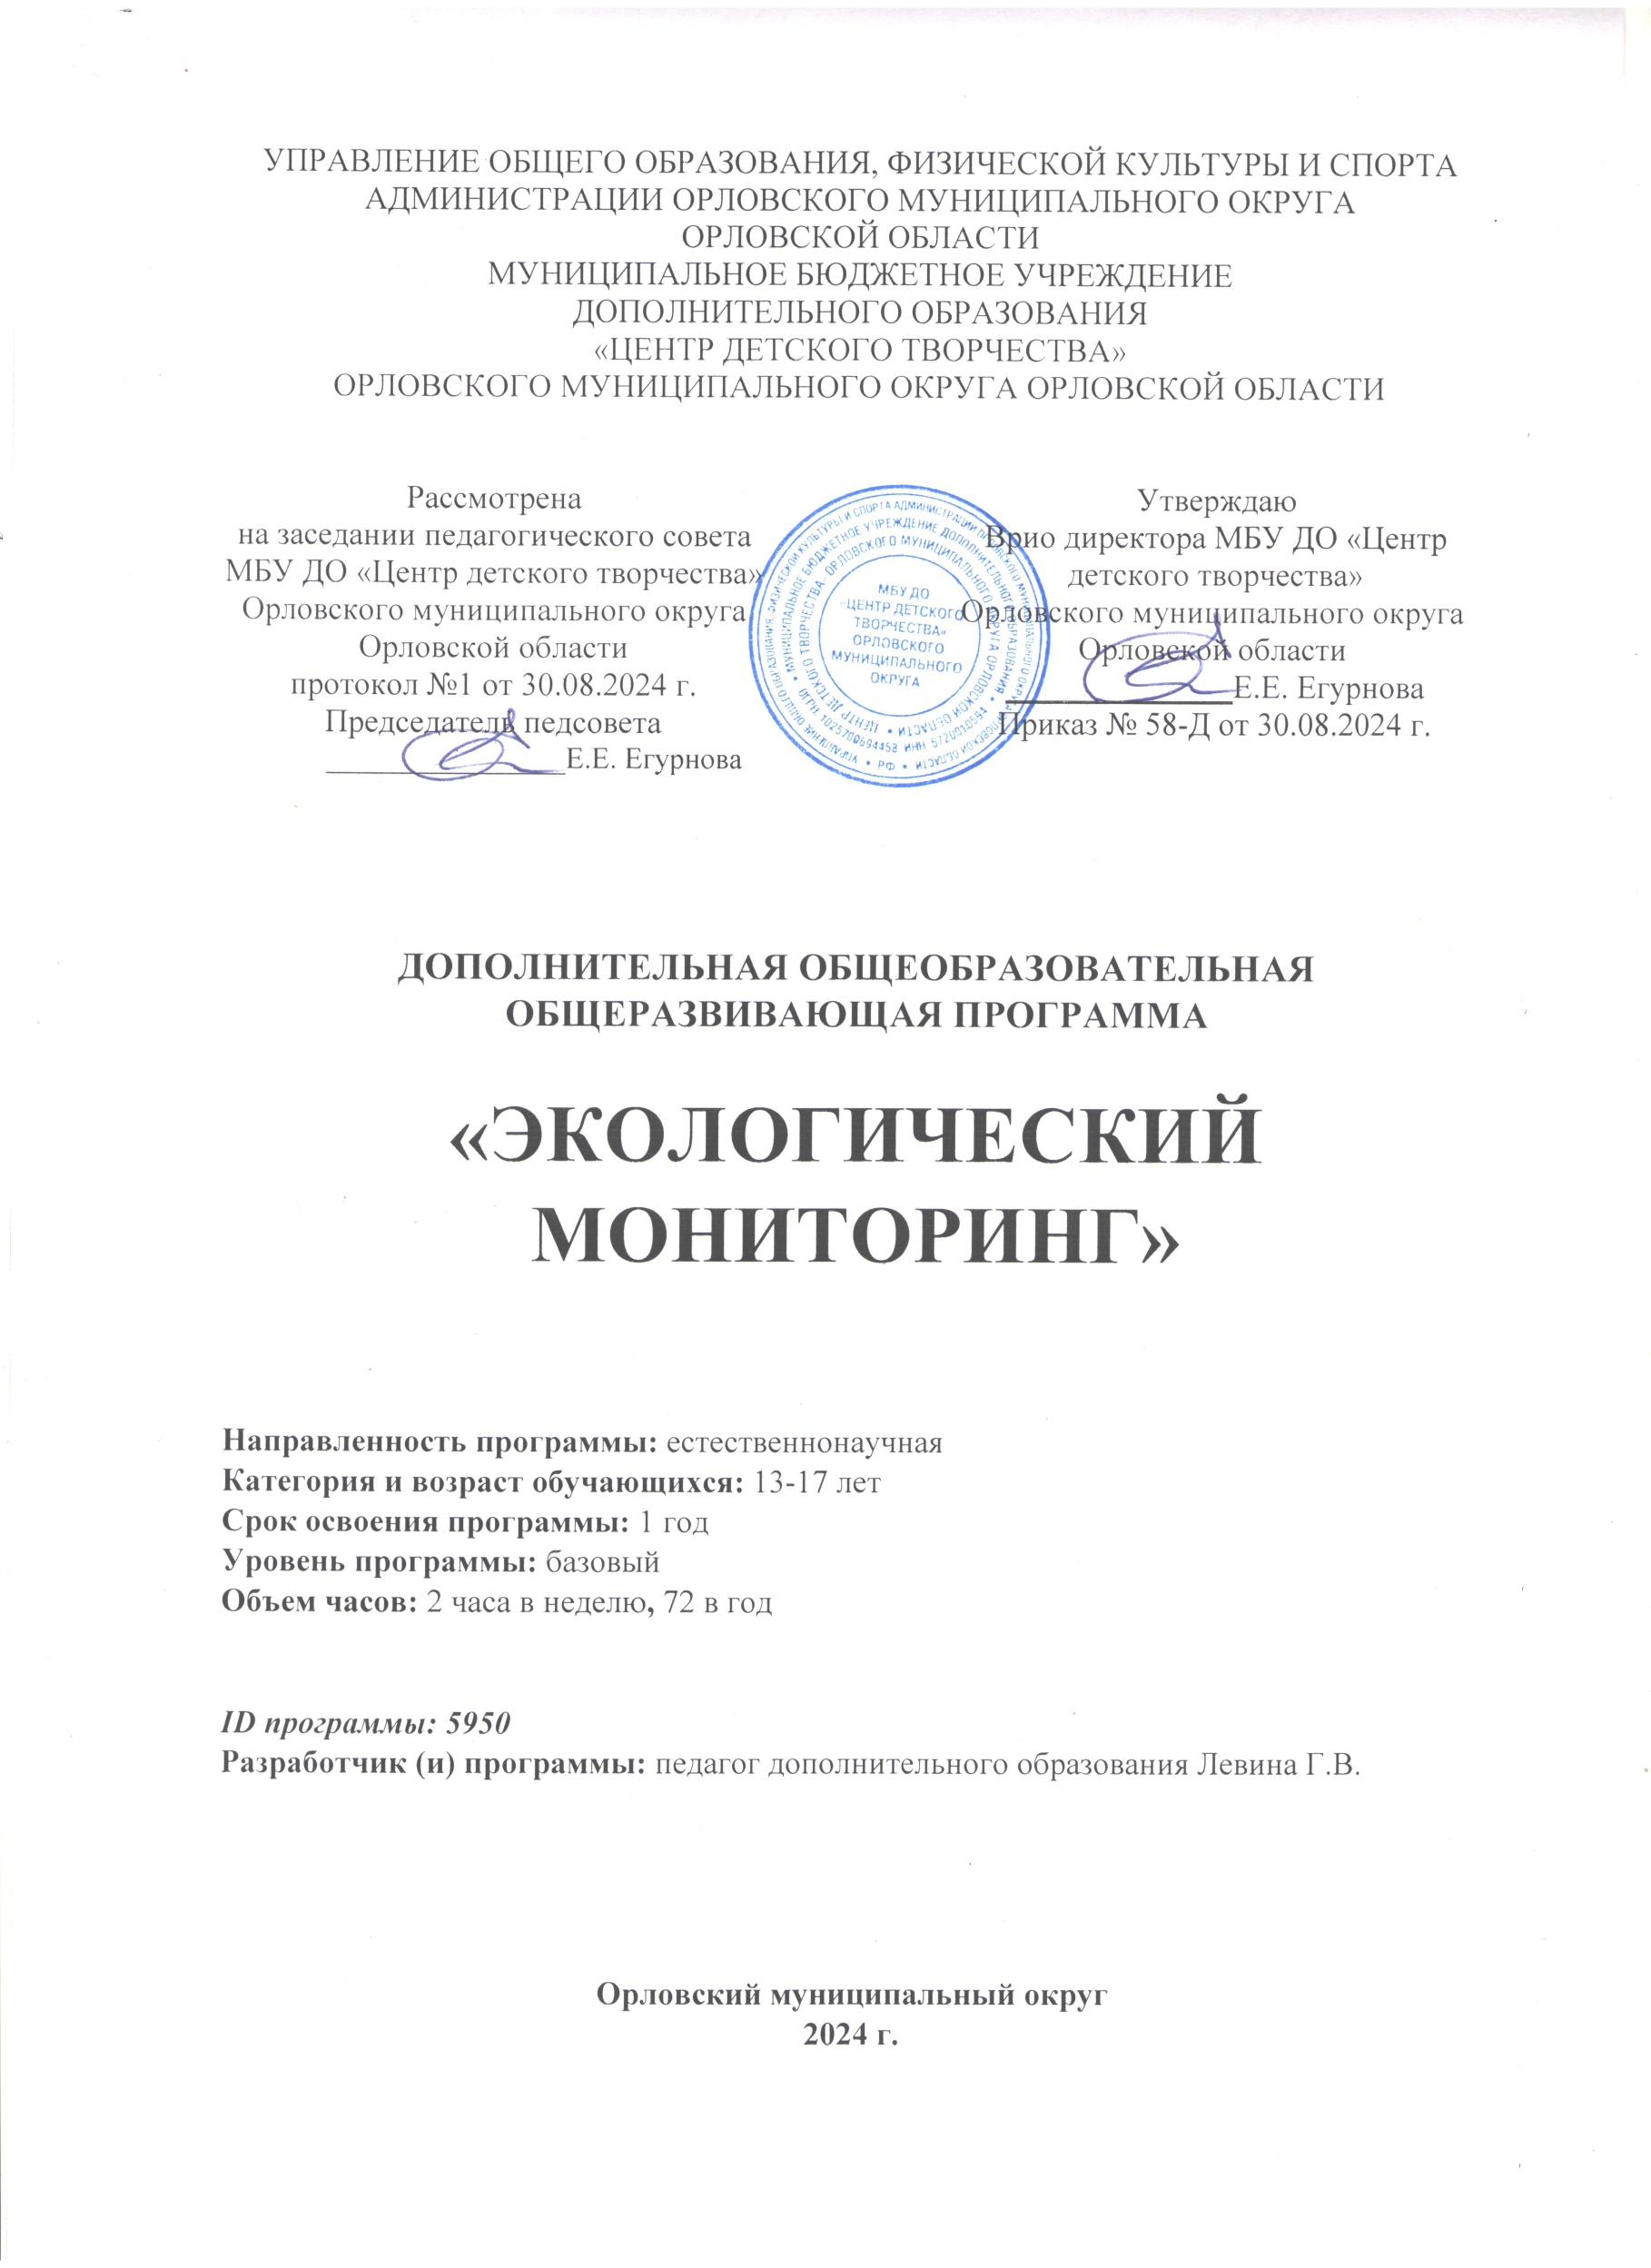 УПРАВЛЕНИЕ ОБЩЕГО ОБРАЗОВАНИЯ, ФИЗИЧЕСКОЙ КУЛЬТУРЫ И СПОРТА
АДМИНИСТРАЦИИ ОРЛОВСКОГО МУНИЦИПАЛЬНОГО ОКРУГА
ОРЛОВСКОЙ ОБЛАСТИ
МУНИЦИПАЛЬНОЕ БЮДЖЕТНОЕ УЧРЕЖДЕНИЕ
ДОПОЛНИТЕЛЬНОГО ОБРАЗОВАНИЯ
«ЦЕНТР ДЕТСКОГО ТВОРЧЕСТВА»
ОРЛОВСКОГО МУНИЦИПАЛЬНОГО ОКРУГА ОРЛОВСКОЙ ОБЛАСТИ
Рассмотрена
на заседании педагогического совета
МБУ ДО «Центр детского творчества»
Орловского муниципального округа
Орловской области
протокол №1 от 30.08.2024 г.
Председатель педсовета
Е.Е. Егурнова
МБУ ДО
«ЦЕНТР ДЕТСКОГО
ТВОРЧЕСТВА»
ОРЛОВСКОГО
МУНИЦИПАЛЬНОГО
ОКРУГА
Утверждаю
Врио директора МБУ ДО «Центр
детского творчества»
Орловского муниципального округа
Орловской области
Е.Е. Егурнова
Приказ № 58-Д от 30.08.2024 г.
ДОПОЛНИТЕЛЬНАЯ ОБЩЕОБРАЗОВАТЕЛЬНАЯ
ОБЩЕРАЗВИВАЮЩАЯ ПРОГРАММА
«ЭКОЛОГИЧЕСКИЙ
МОНИТОРИНГ»
Направленность программы: естественнонаучная
Категория и возраст обучающихся: 13-17 лет
Срок освоения программы: 1 год
Уровень программы: базовый
Объем часов: 2 часа в неделю, 72 в год
ID программы: 5950
Разработчик (и) программы: педагог дополнительного образования Левина Г.В.
Орловский муниципальный округ
2024 г.